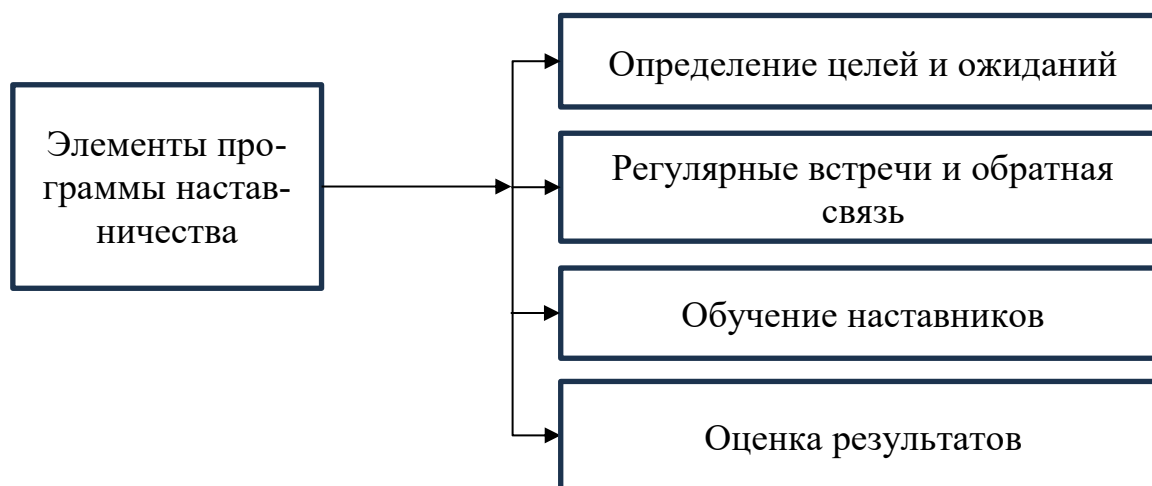 Элементы про-
граммы настав-
ничества
Определение целей и ожиданий
Регулярные встречи и обратная
связь
Обучение наставников
Оценка результатов